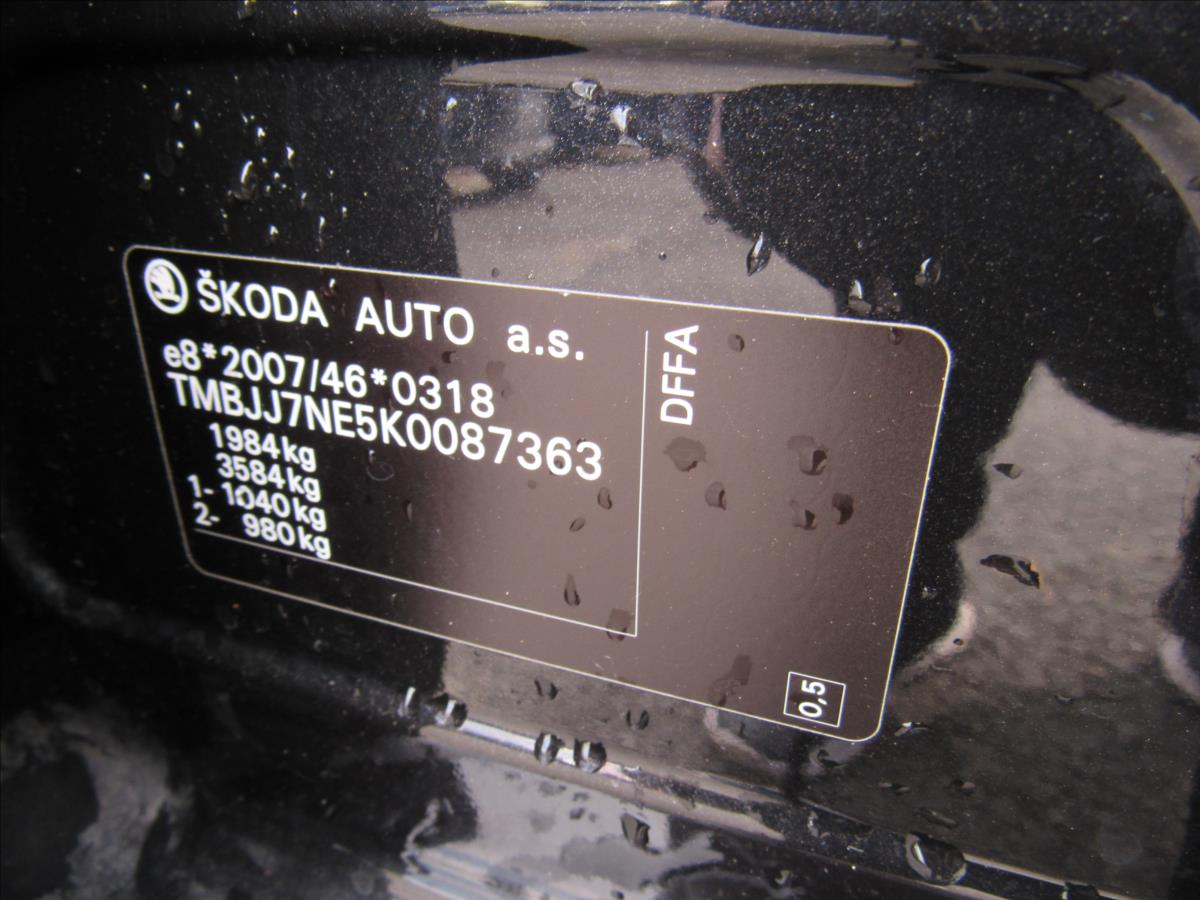 ŠKODA AUTO a.s.
e8*2007/46*0318
TMBJJ7NE5K0087363
1984kg
3584kg
1- 1040kg
2- 980kg
DFFA
0,5